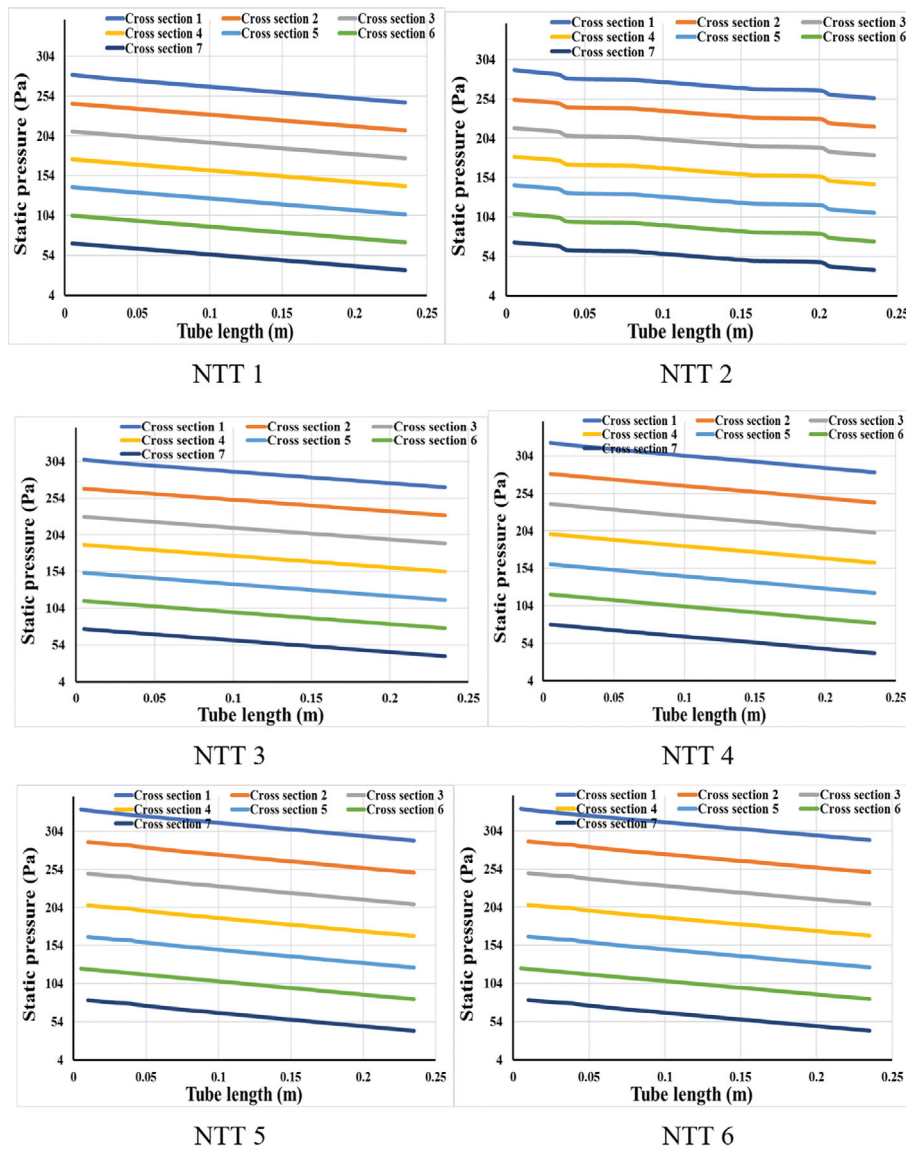 Cross section 1 Cross section 2 Cross section 3
Cross section 4 Cross section 5 Cross section 6
Cross section 7
304
254
204
154
104
54
4
Static pressure (Pa)
0 0.05 0.1 0.15 0.2 0.25
Tube length (m)
NTT 1
Cross section 1 Cross section 2 Cross section 3
Cross section 4 Cross section 5 Cross section 6
Cross section 7
304
254
204
154
104
54
4
Static pressure (Pa)
0 0.05 0.1 0.15 0.2 0.25
Tube length (m)
NTT 2
Cross section 1 Cross section 2 Cross section 3
Cross section 4 Cross section 5 Cross section 6
Cross section 7
304
254
204
154
104
54
4
Static pressure (Pa)
0 0.05 0.1 0.15 0.2 0.25
Tube length (m)
NTT 3
Cross section 1 Cross section 2 Cross section 3
Cross section 4 Cross section 5 Cross section 6
Cross section 7
304
254
204
154
104
54
4
Static pressure (Pa)
0 0.05 0.1 0.15 0.2 0.25
Tube length (m)
NTT 4
Cross section 1 Cross section 2 Cross section 3
Cross section 4 Cross section 5 Cross section 6
Cross section 7
304
254
204
154
104
54
4
Static pressure (Pa)
0 0.05 0.1 0.15 0.2 0.25
Tube length (m)
NTT 5
Cross section 1 Cross section 2 Cross section 3
Cross section 4 Cross section 5 Cross section 6
Cross section 7
304
254
204
154
104
54
4
Static pressure (Pa)
0 0.05 0.1 0.15 0.2 0.25
Tube length (m)
NTT 6